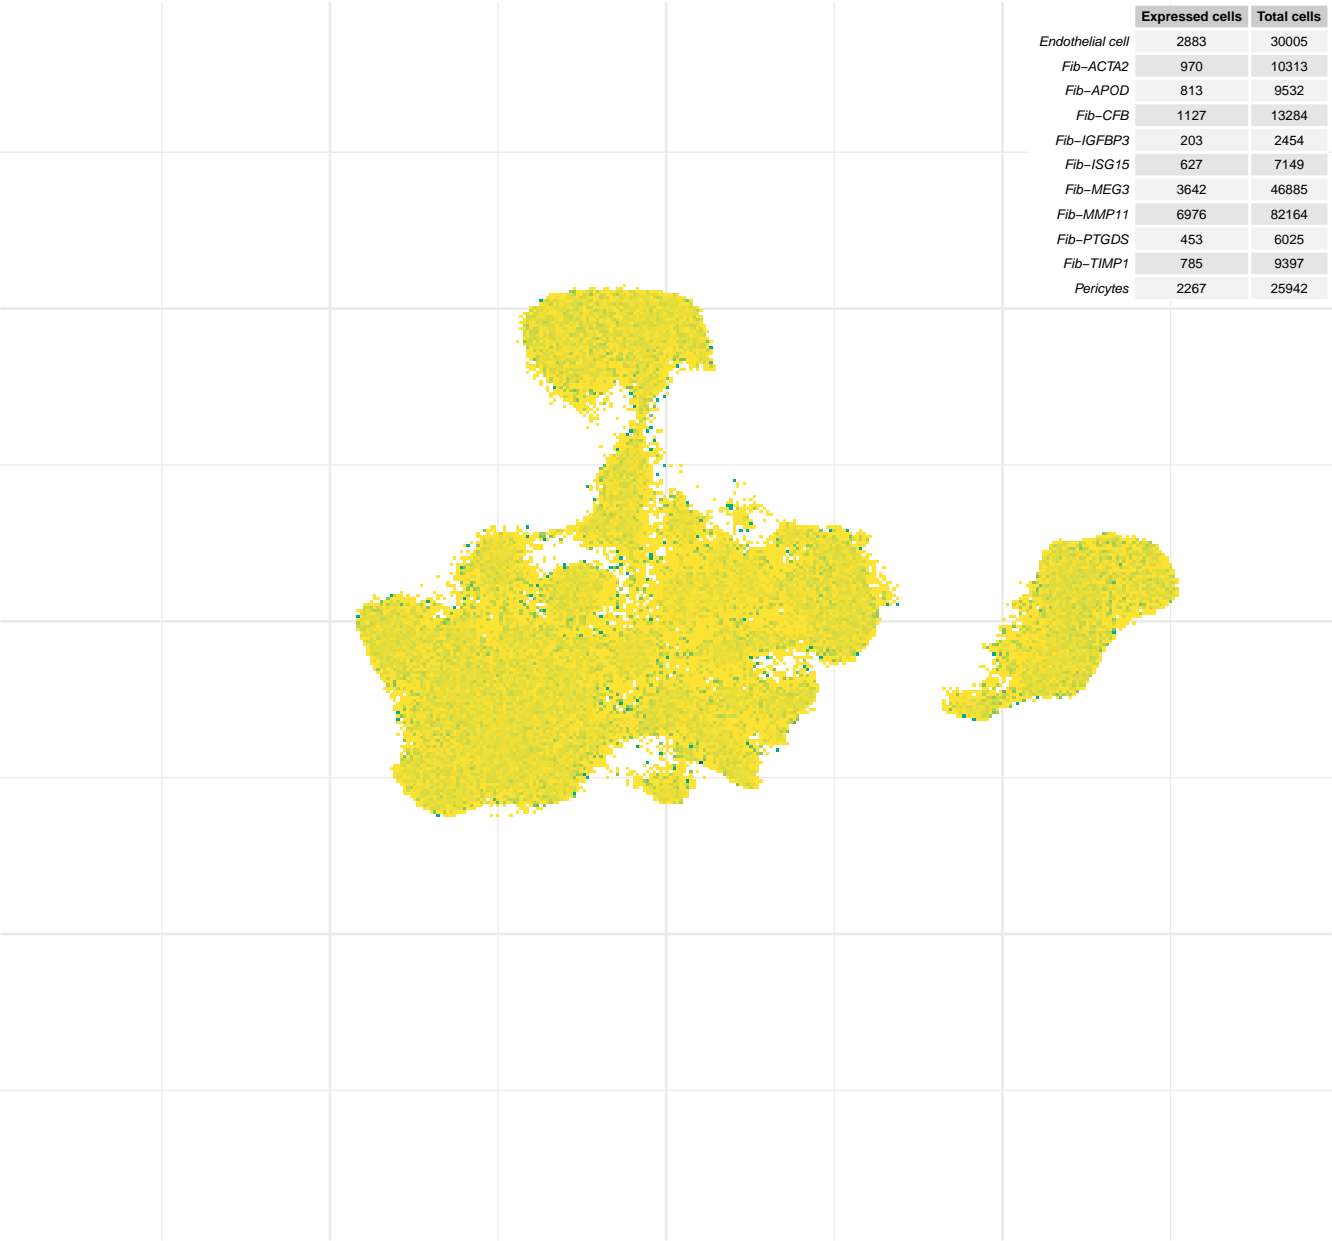 Expressed cells Total cells
Endothelial cell 2883 30005
Fib−ACTA2 970 10313
Fib−APOD 813 9532
Fib−CFB 1127 13284
Fib−IGFBP3 203 2454
Fib−ISG15 627 7149
Fib−MEG3 3642 46885
Fib−MMP11 6976 82164
Fib−PTGDS 453 6025
Fib−TIMP1 785 9397
Pericytes 2267 25942